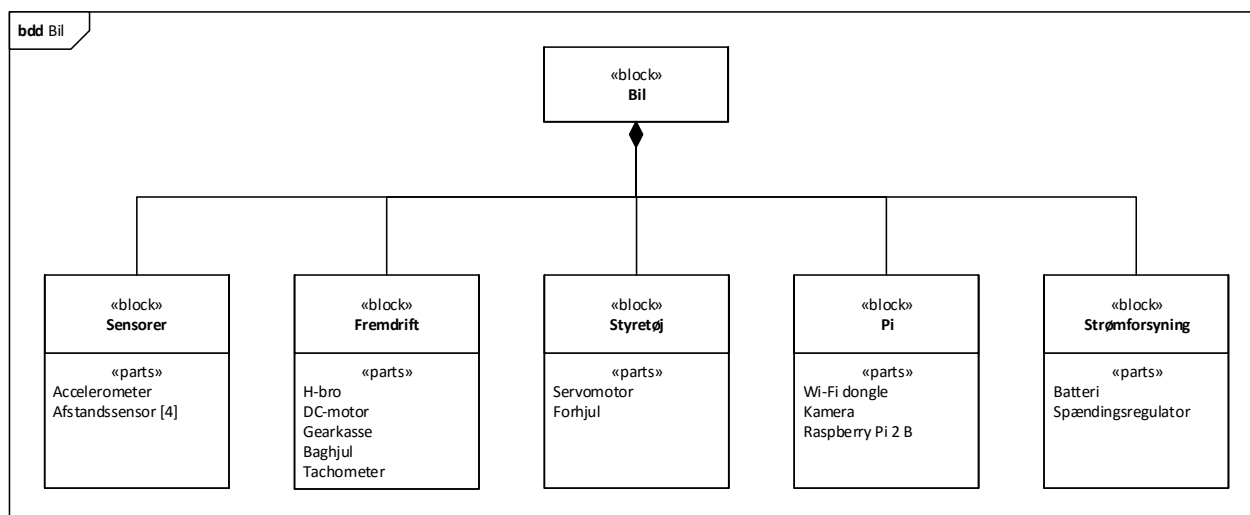 bdd Bil
«block»
Bil
«block»
Sensorer
«parts»
Accelerometer
Afstandssensor [4]
«block»
Fremdrift
«parts»
H-bro
DC-motor
Gearkasse
Baghjul
Tachometer
«block»
Styretøj
«parts»
Servomotor
Forhjul
«block»
Pi
«parts»
Wi-Fi dongle
Kamera
Raspberry Pi 2 B
«block»
Strømforsyning
«parts»
Batteri
Spændingsregulator